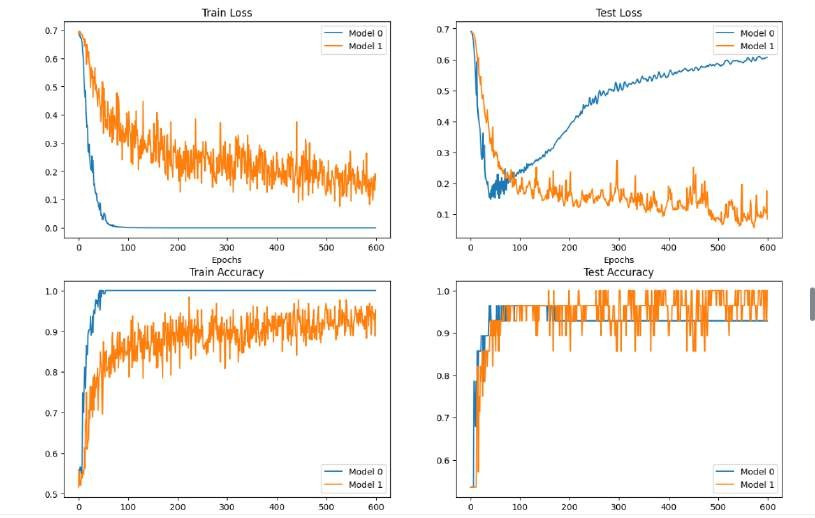 Train Loss
0.7
0.6
0.5
0.4
0.3
0.2
0.1
0.0
0 100 200 300 400 500 600
Epochs
Model 0
Model 1
Test Loss
0.7
0.6
0.5
0.4
0.3
0.2
0.1
0 100 200 300 400 500 600
Epochs
Model 0
Model 1
Train Accuracy
1.0
0.9
0.8
0.7
0.6
0.5
0 100 200 300 400 500 600
Model 0
Model 1
Test Accuracy
1.0
0.9
0.8
0.7
0.6
0 100 200 300 400 500 600
Model 0
Model 1